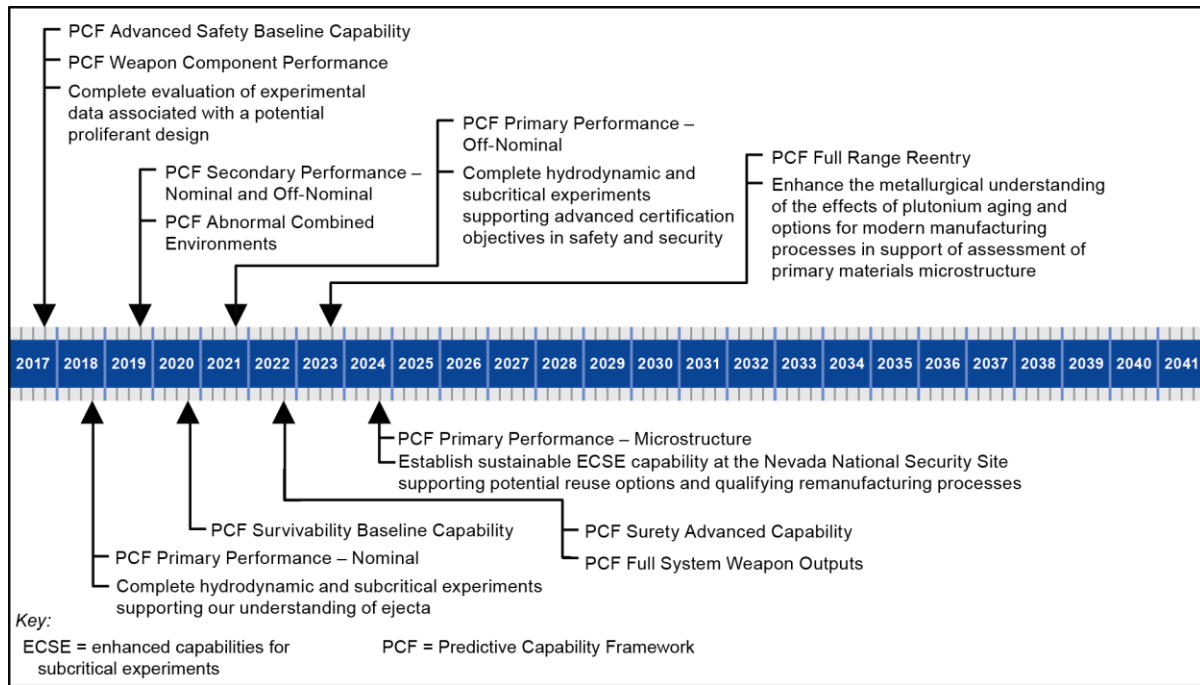 PCF Advanced Safety Baseline Capability
PCF Weapon Component Performance
Complete evaluation of experimental
data associated with a potential
proliferant design
PCF Secondary Performance –
Nominal and Off-Nominal
PCF Abnormal Combined
Environments
PCF Primary Performance –
Off-Nominal
Complete hydrodynamic and
subcritical experiments
supporting advanced certification
objectives in safety and security
PCF Full Range Reentry
Enhance the metallurgical understanding
of the effects of plutonium aging and
options for modern manufacturing
processes in support of assessment of
primary materials microstructure
2017 2018 2019 2020 2021 2022 2023 2024 2025 2026 2027 2028 2029 2030 2031 2032 2033 2034 2035 2036 2037 2038 2039 2040 2041
PCF Primary Performance – Microstructure
Establish sustainable ECSE capability at the Nevada National Security Site
supporting potential reuse options and qualifying remanufacturing processes
PCF Survivability Baseline Capability
PCF Surety Advanced Capability
PCF Full System Weapon Outputs
PCF Primary Performance – Nominal
Complete hydrodynamic and subcritical experiments
supporting our understanding of ejecta
Key:
ECSE = enhanced capabilities for
subcritical experiments
PCF = Predictive Capability Framework